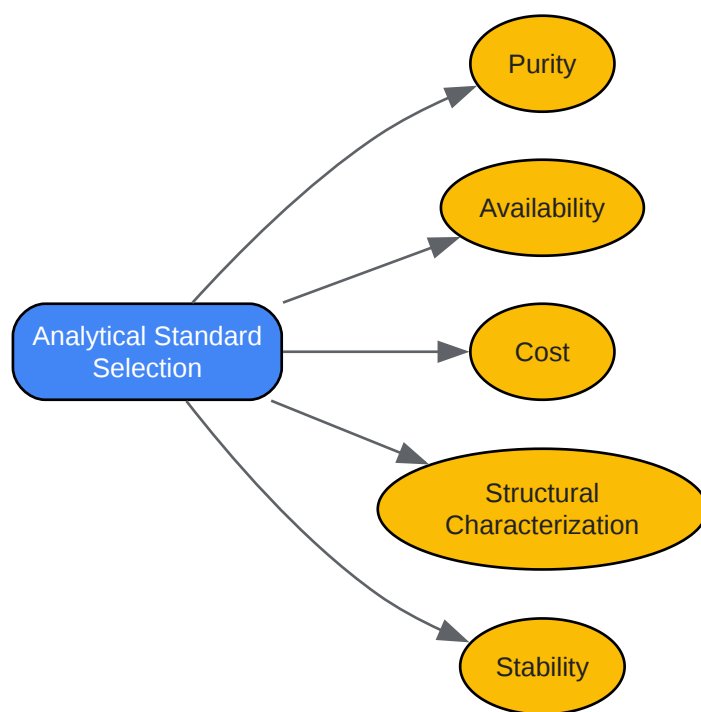 Purity
Availability
Analytical Standard
Selection
Cost
Structural
Characterization
Stability